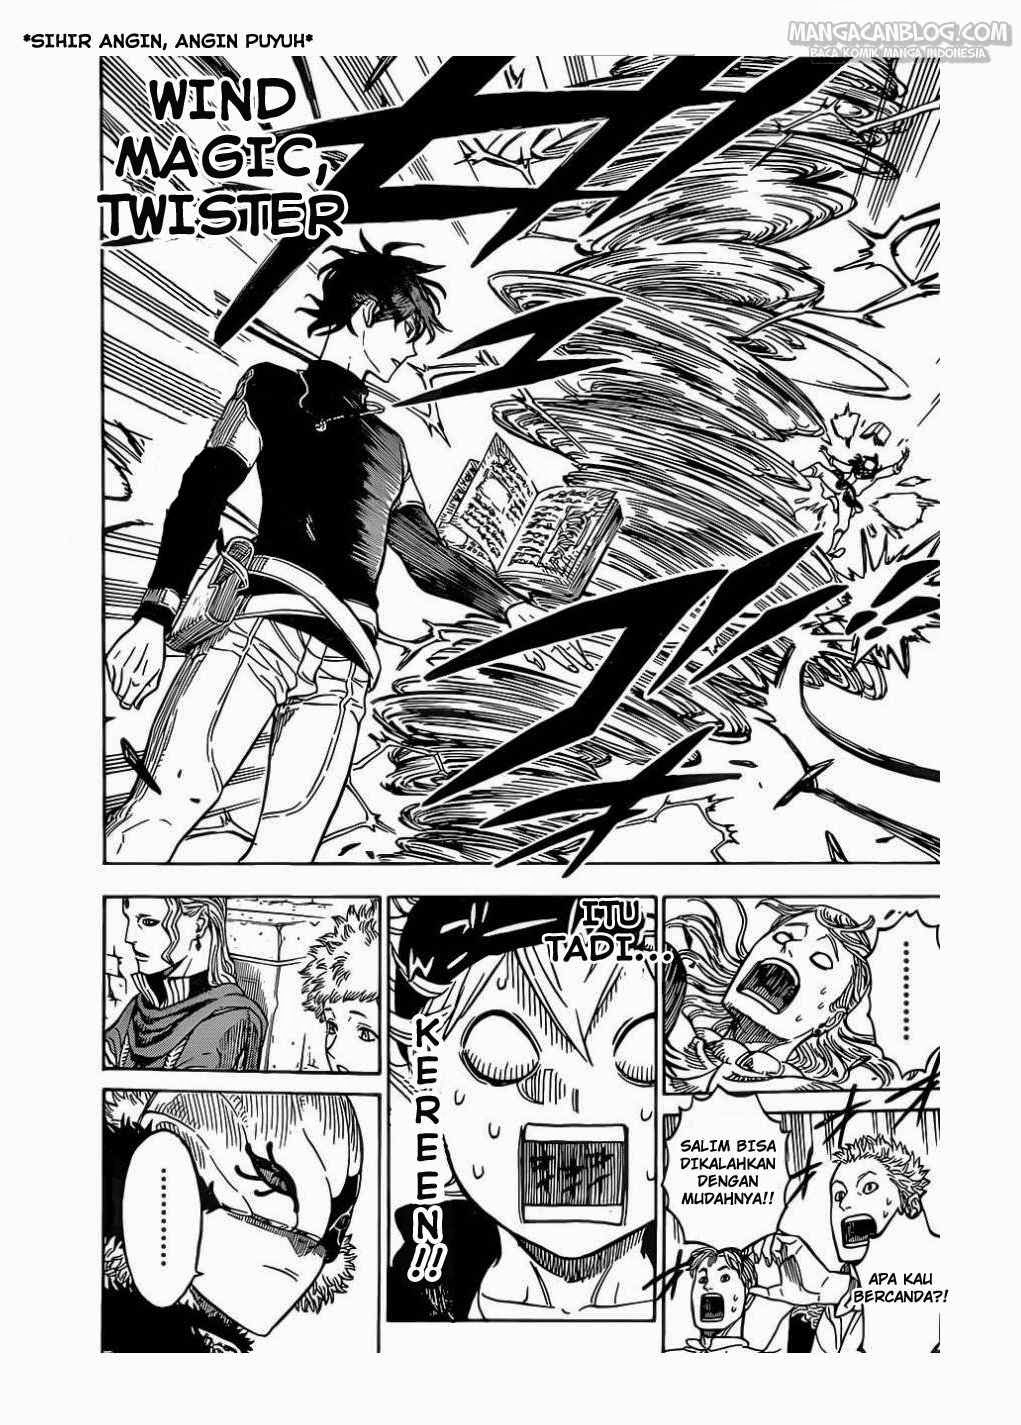 *SIHIR ANGIN, ANGIN PUYUH*
MANGACANBLOG.COM
BACA KOMIK MANGA INDONESIA
WIND
MAGIC,
TWISTER
ITU
TADI...
KEREEN!!
SALIM BISA
DIKALAHKAN
DENGAN
MUDAHNYA!!
APA KAU
BERCANDA?!